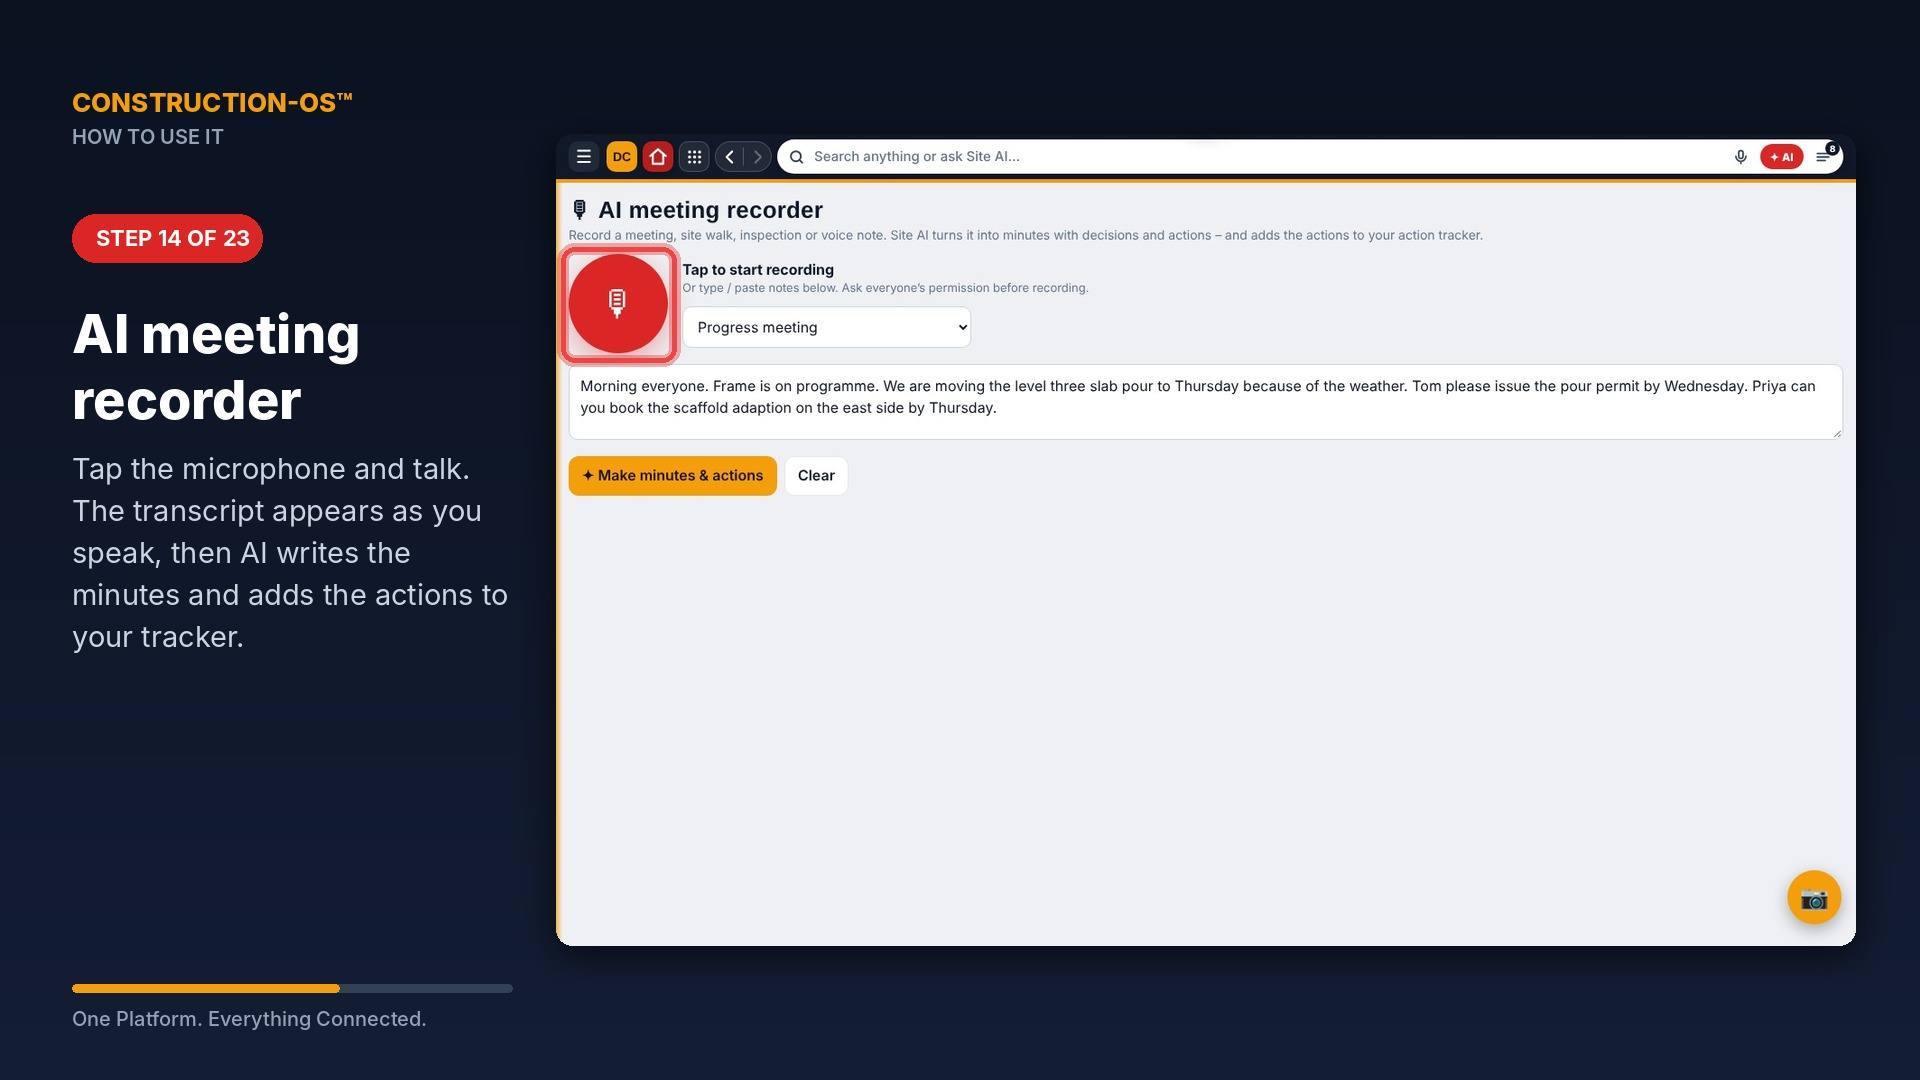 CONSTRUCTION-OS™
HOW TO USE IT
STEP 14 OF 23
AI meeting
recorder
Tap the microphone and talk.
The transcript appears as you
speak, then AI writes the
minutes and adds the actions to
your tracker.
One Platform. Everything Connected.
DC
Search anything or ask Site AI...
✦ AI
8
AI meeting recorder
Record a meeting, site walk, inspection or voice note. Site AI turns it into minutes with decisions and actions – and adds the actions to your action tracker.
Tap to start recording
Or type / paste notes below. Ask everyone's permission before recording.
Progress meeting
Morning everyone. Frame is on programme. We are moving the level three slab pour to Thursday because of the weather. Tom please issue the pour permit by Wednesday. Priya can
you book the scaffold adaption on the east side by Thursday.
✦ Make minutes & actions
Clear